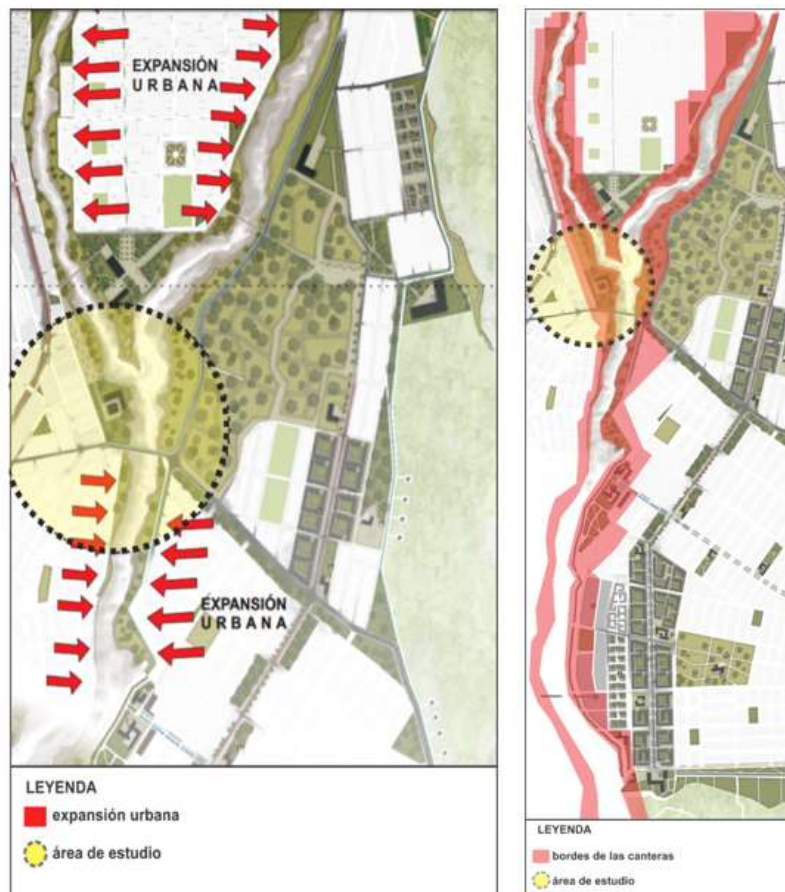 EXPANSIÓN
URBANA
EXPANSIÓN
URBANA
LEYENDA
expansión urbana
área de estudio
LEYENDA
bordes de las canteras
área de estudio